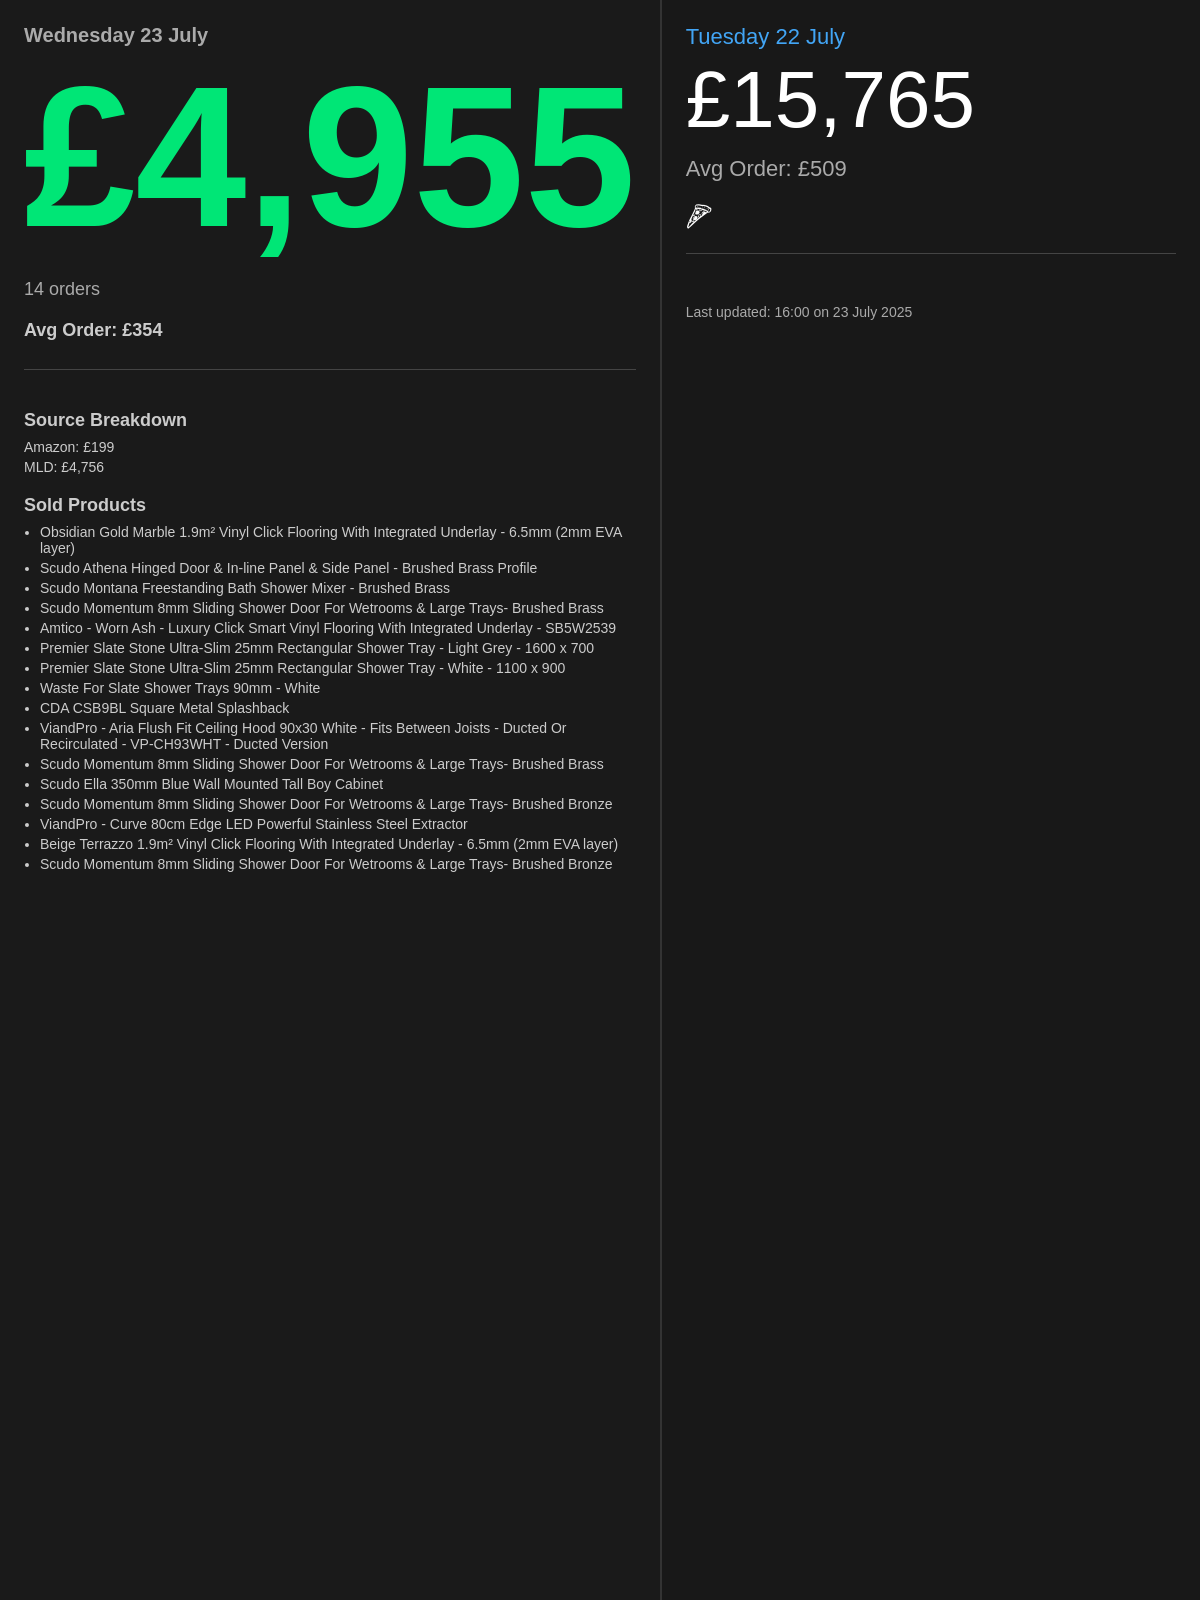 Wednesday 23 July
£4,955
14 orders
Avg Order: £354
Source Breakdown
Amazon: £199
MLD: £4,756
Sold Products
• Obsidian Gold Marble 1.9m² Vinyl Click Flooring With Integrated Underlay - 6.5mm (2mm EVA
layer)
• Scudo Athena Hinged Door & In-line Panel & Side Panel - Brushed Brass Profile
• Scudo Montana Freestanding Bath Shower Mixer - Brushed Brass
• Scudo Momentum 8mm Sliding Shower Door For Wetrooms & Large Trays- Brushed Brass
• Amtico - Worn Ash - Luxury Click Smart Vinyl Flooring With Integrated Underlay - SB5W2539
• Premier Slate Stone Ultra-Slim 25mm Rectangular Shower Tray - Light Grey - 1600 x 700
• Premier Slate Stone Ultra-Slim 25mm Rectangular Shower Tray - White - 1100 x 900
• Waste For Slate Shower Trays 90mm - White
• CDA CSB9BL Square Metal Splashback
• ViandPro - Aria Flush Fit Ceiling Hood 90x30 White - Fits Between Joists - Ducted Or
Recirculated - VP-CH93WHT - Ducted Version
• Scudo Momentum 8mm Sliding Shower Door For Wetrooms & Large Trays- Brushed Brass
• Scudo Ella 350mm Blue Wall Mounted Tall Boy Cabinet
• Scudo Momentum 8mm Sliding Shower Door For Wetrooms & Large Trays- Brushed Bronze
• ViandPro - Curve 80cm Edge LED Powerful Stainless Steel Extractor
• Beige Terrazzo 1.9m² Vinyl Click Flooring With Integrated Underlay - 6.5mm (2mm EVA layer)
• Scudo Momentum 8mm Sliding Shower Door For Wetrooms & Large Trays- Brushed Bronze
Tuesday 22 July
£15,765
Avg Order: £509
🍕
Last updated: 16:00 on 23 July 2025